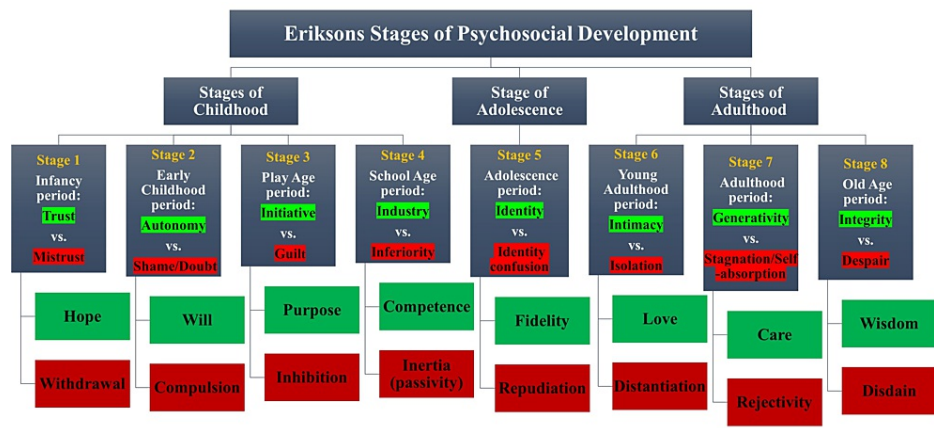 Eriksons Stages of Psychosocial Development
Stages of
Childhood
Stage of
Adolescence
Stages of
Adulthood
Stage 1
Infancy
period:
Trust
vs.
Mistrust
Stage 2
Early
Childhood
period:
Autonomy
vs.
Shame/Doubt
Stage 3
Play Age
period:
Initiative
vs.
Guilt
Stage 4
School Age
period:
Industry
vs.
Inferiority
Stage 5
Adolescence
period:
Identity
vs.
Identity
confusion
Stage 6
Young
Adulthood
period:
Intimacy
vs.
Isolation
Stage 7
Adulthood
period:
Generativity
vs.
Stagnation/Self
-absorption
Stage 8
Old Age
period:
Integrity
vs.
Despair
Hope
Will
Purpose
Competence
Fidelity
Love
Care
Wisdom
Withdrawal
Compulsion
Inhibition
Inertia
(passivity)
Repudiation
Distantiation
Rejectivity
Disdain